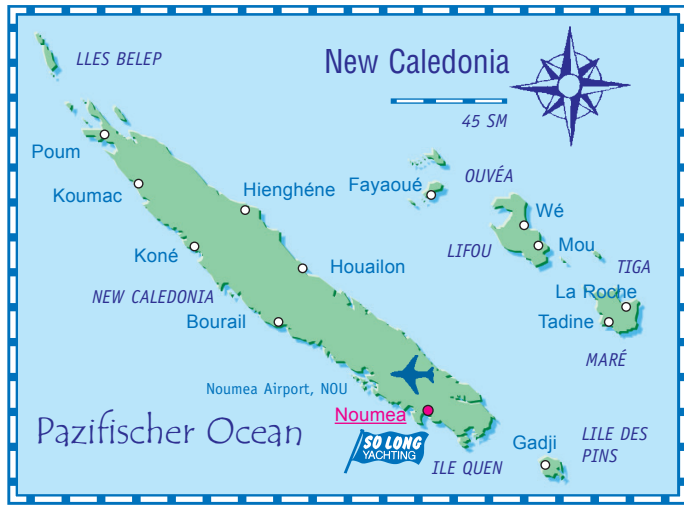 LLES BELEP
New Caledonia
45 SM
Poum
Koumac
Hienghéne
Fayaoué
OUVÉA
Wé
Koné
LIFOU
Mou
Houailon
TIGA
NEW CALEDONIA
La Roche
Bourail
Tadine
MARÉ
Noumea Airport, NOU
Noumea
Pazifischer Ocean
SO LONG
YACHTING
Gadji
LILE DES
PINS
ILE QUEN